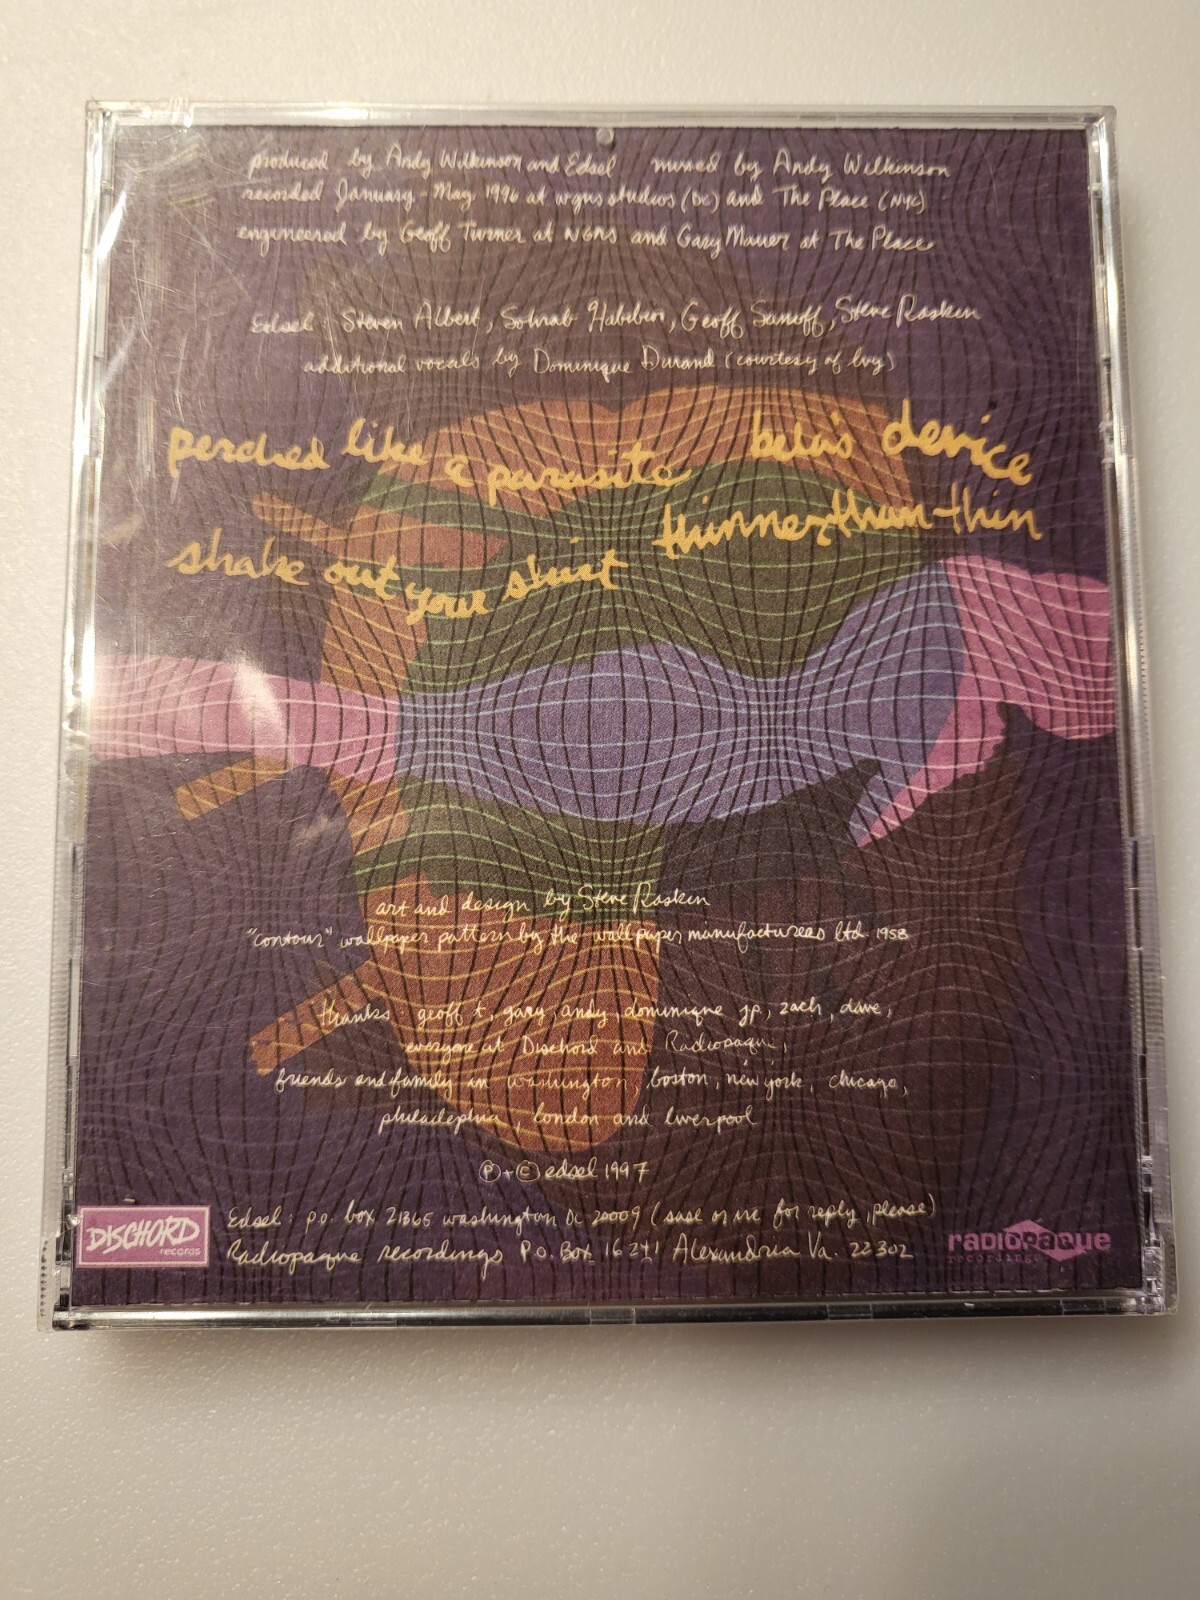 produced by Andy Wilkinson and Edsel mixed by Andy Wilkinson
recorded January - May 1996 at wgns studios (DC) and The Place (NYC)
engineered by Geoff Turner at WGNS and Gary Mauer at The Place
Edsel: Steven Albert, Sohrab Habibion, Geoff Sanoff, Steve Raskin
additional vocals by Dominique Durand (courtesy of Ivy)
perched like a parasite bela's device
shake out your skirt thinner-than-thin
art and design by Steve Raskin
"contour" wallpaper pattern by the wallpaper manufacturers ltd. 1958
thanks: geoff t, gary, andy, dominique, jp, zach, dave,
everyone at Dischord and Radiopaque,
friends and family in washington, boston, new york, chicago,
philadephia, london and liverpool
Ⓟ + © edsel 1997
DISCHORD
records
Edsel: p.o. box 21365 washington DC 20009 (sase or irc for reply, please)
Radiopaque recordings P.O. Box 16241 Alexandria Va. 22302
radiopaque
recordings